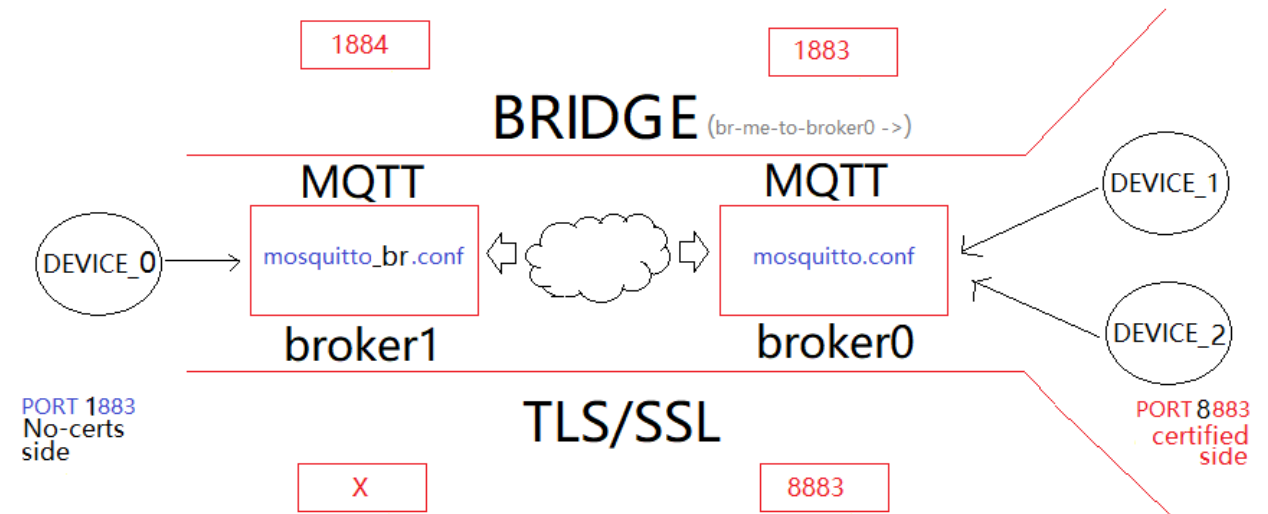 1884
1883
BRIDGE (br-me-to-broker0 ->)
MQTT
MQTT
DEVICE_1
DEVICE_0
mosquitto_br.conf
mosquitto.conf
DEVICE_2
broker1
broker0
PORT 1883
No-certs
side
TLS/SSL
PORT 8883
certified
side
X
8883